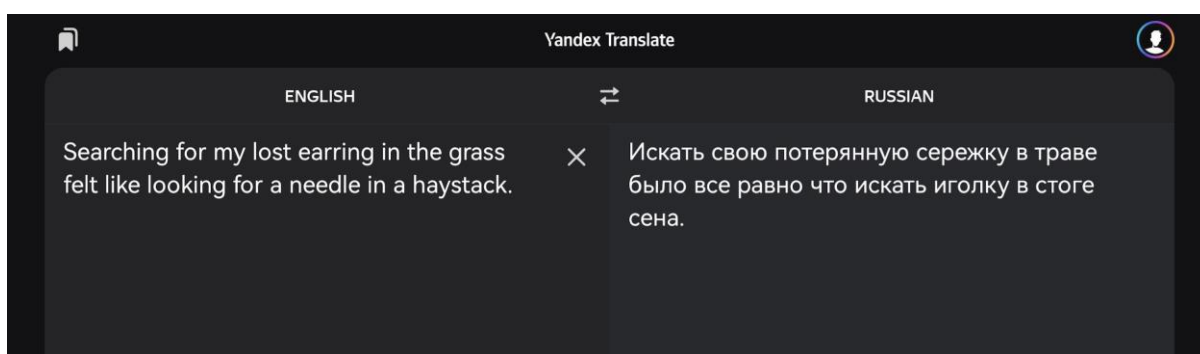 Yandex Translate
ENGLISH
RUSSIAN
Searching for my lost earring in the grass
felt like looking for a needle in a haystack.
Искать свою потерянную сережку в траве
было все равно что искать иголку в стоге
сена.